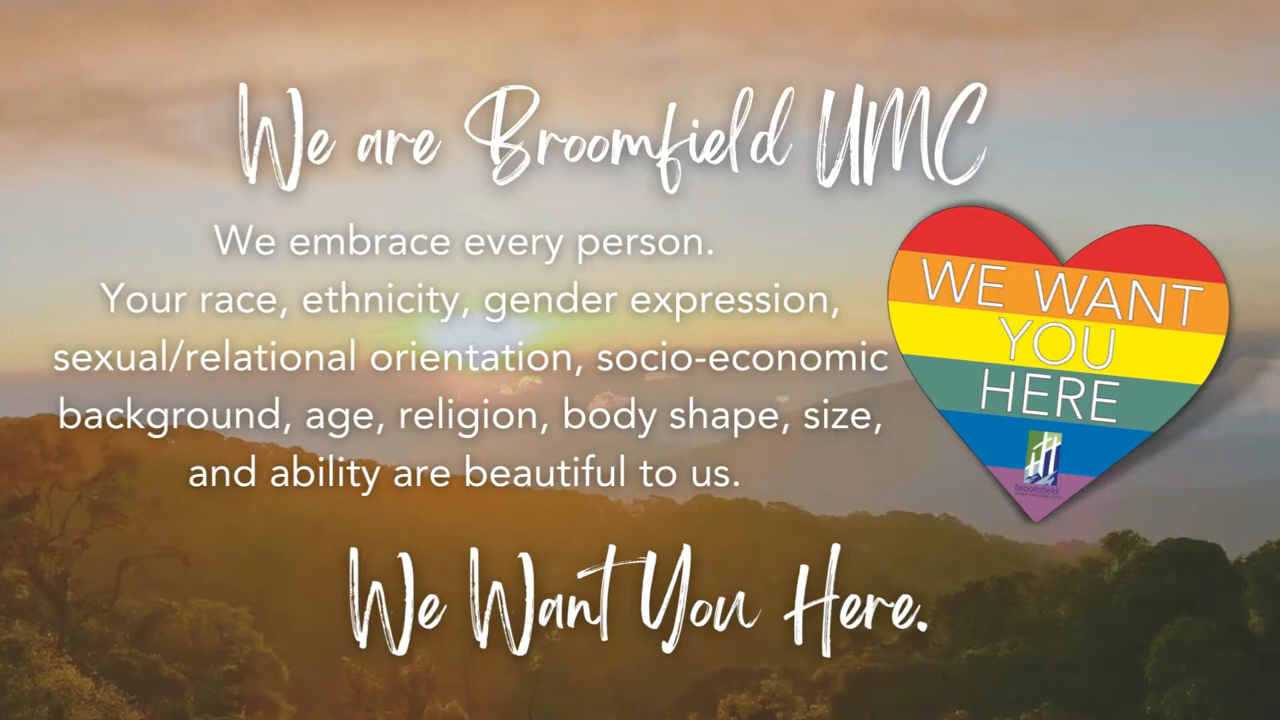 We are Broomfield UMC
We embrace every person.
Your race, ethnicity, gender expression,
sexual/relational orientation, socio-economic
background, age, religion, body shape, size,
and ability are beautiful to us.
WE WANT
YOU
HERE
broomfield
We Want You Here.